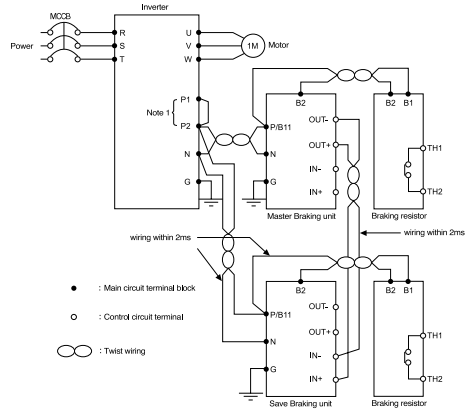 Inverter
MCCB
Power
R
S
T
U
V
W
1M
Motor
P1
Note 1
P2
N
G
B2
B2
B1
P/B11
OUT-
OUT+
IN-
IN+
N
G
TH1
TH2
Master Braking unit
Braking resistor
wiring within 2ms
wiring within 2ms
B2
B2
B1
P/B11
OUT-
OUT+
N
IN-
G
IN+
TH1
TH2
Save Braking unit
Braking resistor
: Main circuit terminal block
: Control circuit terminal
: Twist wiring